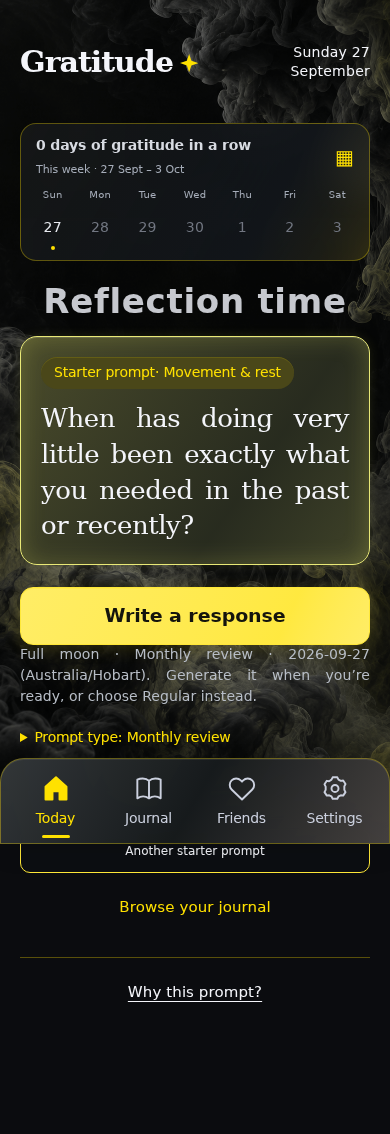 Gratitude
Sunday 27
September
0 days of gratitude in a row
This week · 27 Sept – 3 Oct
Sun Mon Tue Wed Thu Fri Sat
27 28 29 30 1 2 3
Reflection time
Starter prompt· Movement & rest
When has doing very
little been exactly what
you needed in the past
or recently?
Write a response
Full moon · Monthly review · 2026-09-27
(Australia/Hobart). Generate it when you’re
ready, or choose Regular instead.
Prompt type: Monthly review
Today Journal Friends Settings
Another starter prompt
Browse your journal
Why this prompt?